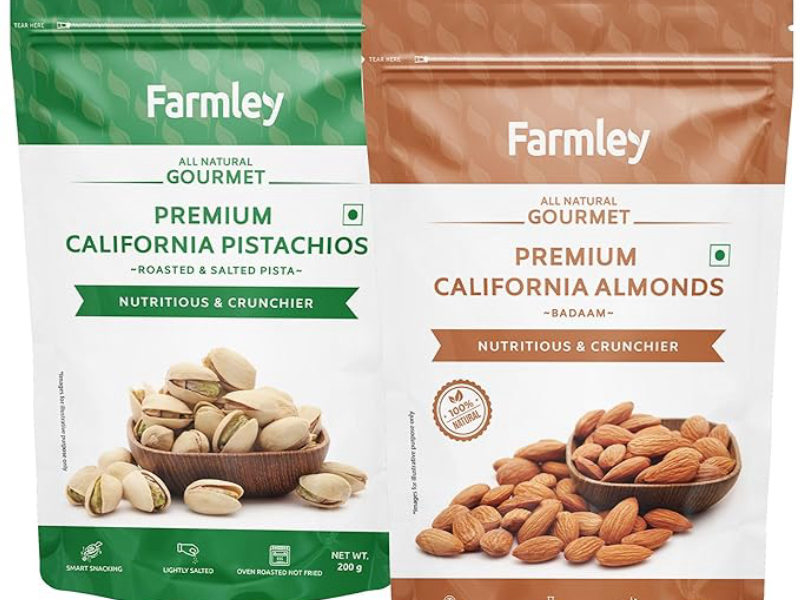 TEAR HERE
Farmley
ALL NATURAL
GOURMET
PREMIUM
CALIFORNIA PISTACHIOS
~ROASTED & SALTED PISTA~
NUTRITIOUS & CRUNCHIER
*Images for illustrative purpose only
SMART SNACKING
LIGHTLY SALTED
OVEN ROASTED NOT FRIED
NET WT.
200 g
TEAR HERE
Farmley
ALL NATURAL
GOURMET
PREMIUM
CALIFORNIA ALMONDS
~BADAAM~
NUTRITIOUS & CRUNCHIER
100%
NATURAL
*Images for illustrative purpose only